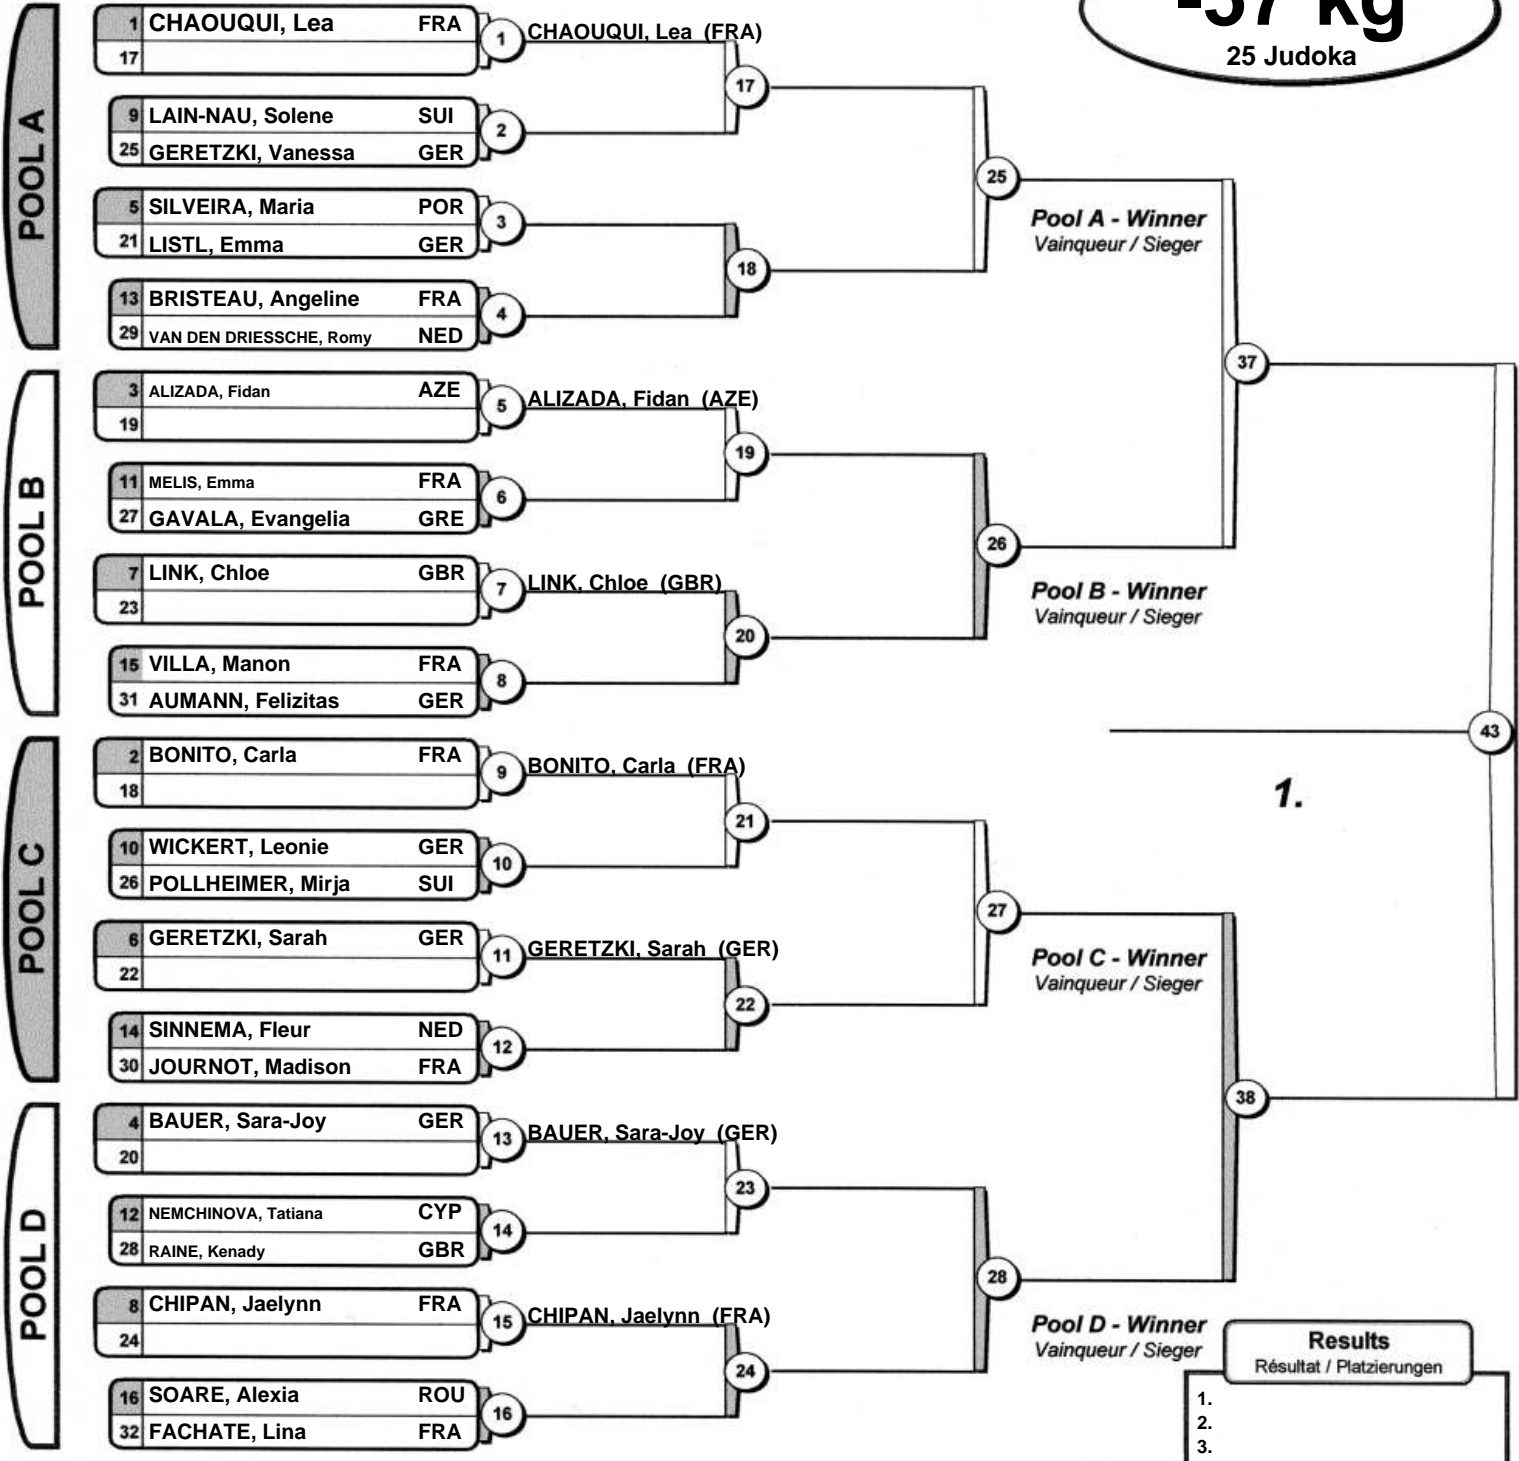 -57 kg
25 Judoka
POOL A
1 CHAOUQUI, Lea FRA
17
1 CHAOUQUI, Lea (FRA)
9 LAIN-NAU, Solene SUI
25 GERETZKI, Vanessa GER
2
17
5 SILVEIRA, Maria POR
21 LISTL, Emma GER
3
13 BRISTEAU, Angeline FRA
29 VAN DEN DRIESSCHE, Romy NED
4
18
25
Pool A - Winner
Vainqueur / Sieger
POOL B
3 ALIZADA, Fidan AZE
19
5 ALIZADA, Fidan (AZE)
11 MELIS, Emma FRA
27 GAVALA, Evangelia GRE
6
19
7 LINK, Chloe GBR
23
7 LINK, Chloe (GBR)
15 VILLA, Manon FRA
31 AUMANN, Felizitas GER
8
20
26
Pool B - Winner
Vainqueur / Sieger
37
POOL C
2 BONITO, Carla FRA
18
9 BONITO, Carla (FRA)
10 WICKERT, Leonie GER
26 POLLHEIMER, Mirja SUI
10
21
6 GERETZKI, Sarah GER
22
11 GERETZKI, Sarah (GER)
14 SINNEMA, Fleur NED
30 JOURNOT, Madison FRA
12
22
27
Pool C - Winner
Vainqueur / Sieger
43
1.
POOL D
4 BAUER, Sara-Joy GER
20
13 BAUER, Sara-Joy (GER)
12 NEMCHINOVA, Tatiana CYP
28 RAINE, Kenady GBR
14
23
8 CHIPAN, Jaelynn FRA
24
15 CHIPAN, Jaelynn (FRA)
16 SOARE, Alexia ROU
32 FACHATE, Lina FRA
16
24
28
Pool D - Winner
Vainqueur / Sieger
38
Results
Résultat / Platzierungen
1.
2.
3.